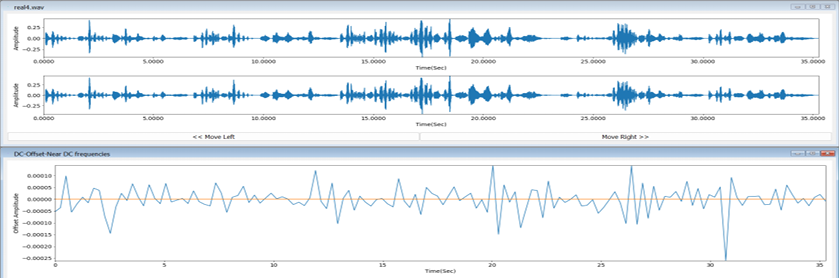 real4.wav
Amplitude
0.25
0.00
−0.25
0.0000 5.0000 10.0000 15.0000 20.0000 25.0000 30.0000 35.0000
Time(Sec)
Amplitude
0.25
0.00
−0.25
0.0000 5.0000 10.0000 15.0000 20.0000 25.0000 30.0000 35.0000
Time(Sec)
<< Move Left Move Right >>
DC-Offset-Near DC frequencies
Offset Amplitude
0.00010
0.00005
0.00000
−0.00005
−0.00010
−0.00015
−0.00020
−0.00025
0 5 10 15 20 25 30 35
Time(Sec)